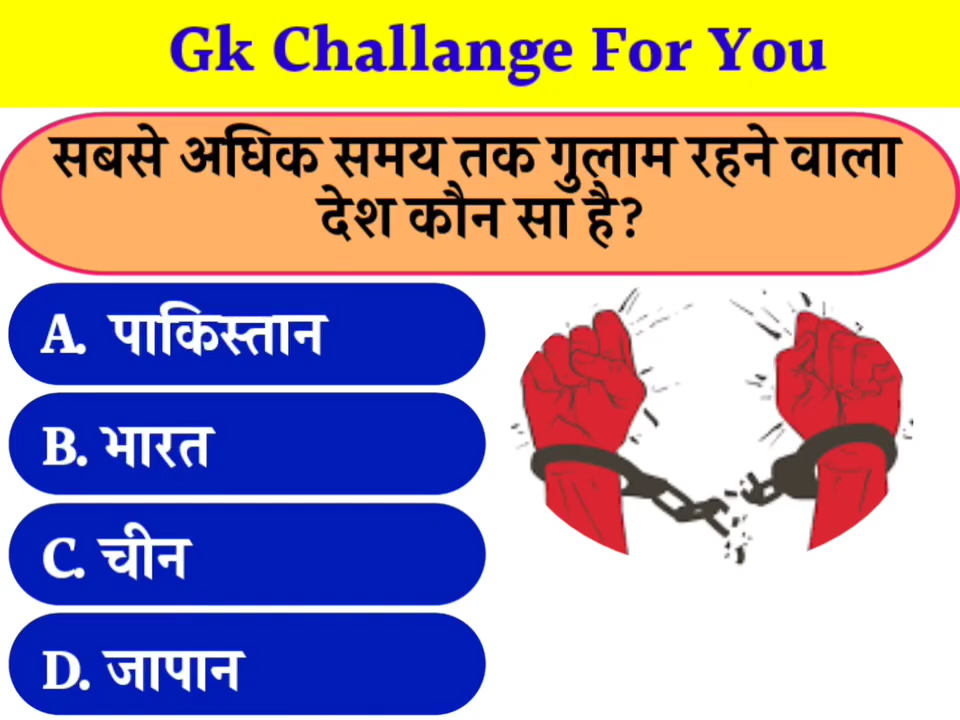 Gk Challange For You
सबसे अधिक समय तक गुलाम रहने वाला
देश कौन सा है?
A. पाकिस्तान
B. भारत
C. चीन
D. जापान